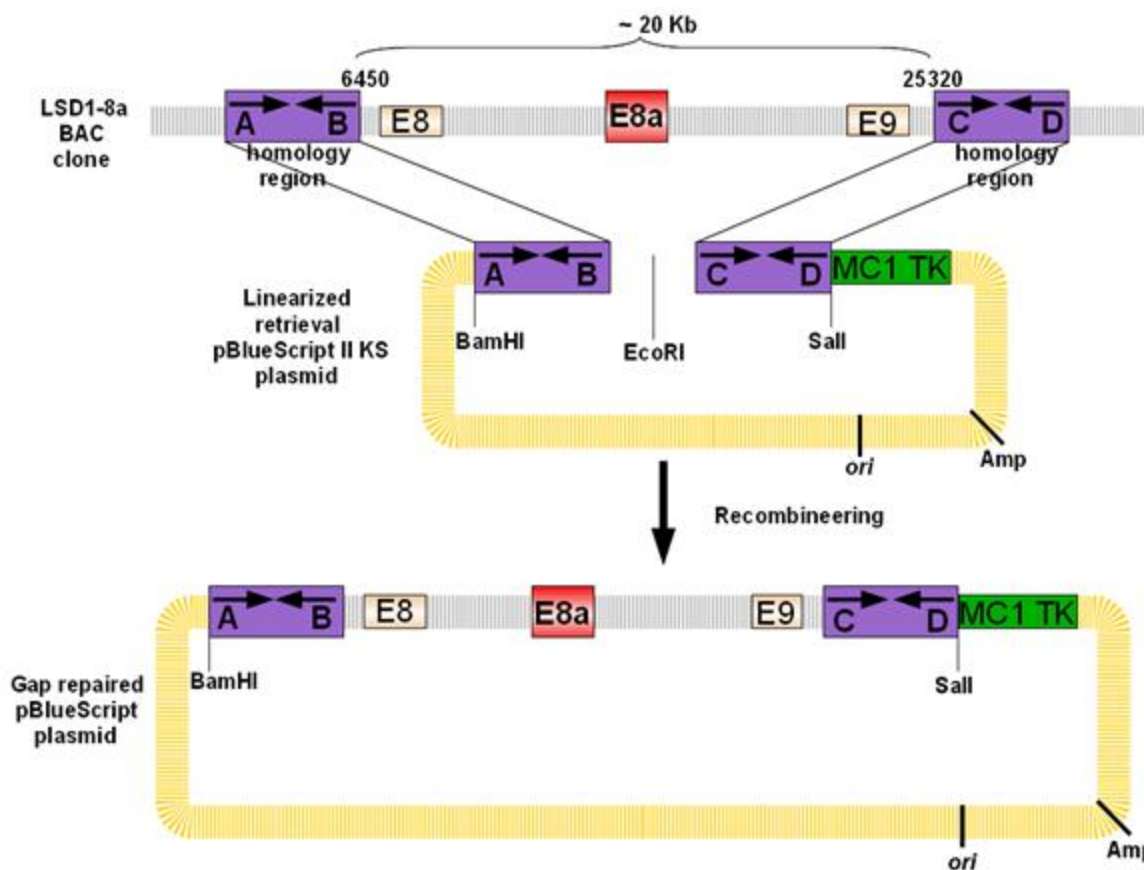 ~ 20 Kb
6450
25320
LSD1-8a
BAC
clone
A B
E8
E8a
E9
C D
homology
region
homology
region
A B
C D
MC1 TK
Linearized
retrieval
pBlueScript II KS
plasmid
BamHI
EcoRI
SalI
ori
Amp
Recombineering
A B
E8
E8a
E9
C D
MC1 TK
BamHI
SalI
Gap repaired
pBlueScript
plasmid
ori
Amp